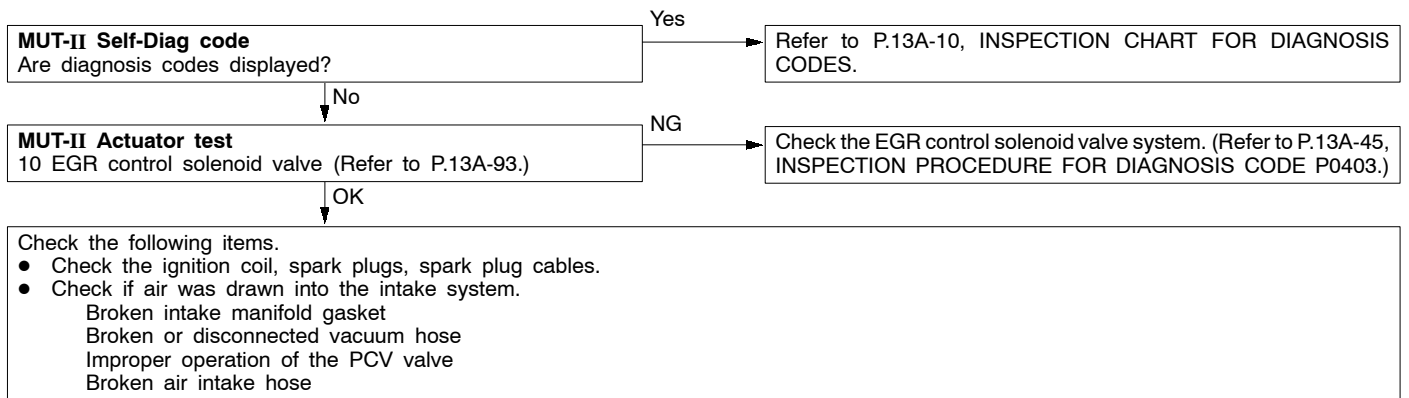 MUT-II Self-Diag code
Are diagnosis codes displayed?
Yes
Refer to P.13A-10, INSPECTION CHART FOR DIAGNOSIS
CODES.
No
MUT-II Actuator test
10 EGR control solenoid valve (Refer to P.13A-93.)
NG
Check the EGR control solenoid valve system. (Refer to P.13A-45,
INSPECTION PROCEDURE FOR DIAGNOSIS CODE P0403.)
OK
Check the following items.
● Check the ignition coil, spark plugs, spark plug cables.
● Check if air was drawn into the intake system.
Broken intake manifold gasket
Broken or disconnected vacuum hose
Improper operation of the PCV valve
Broken air intake hose